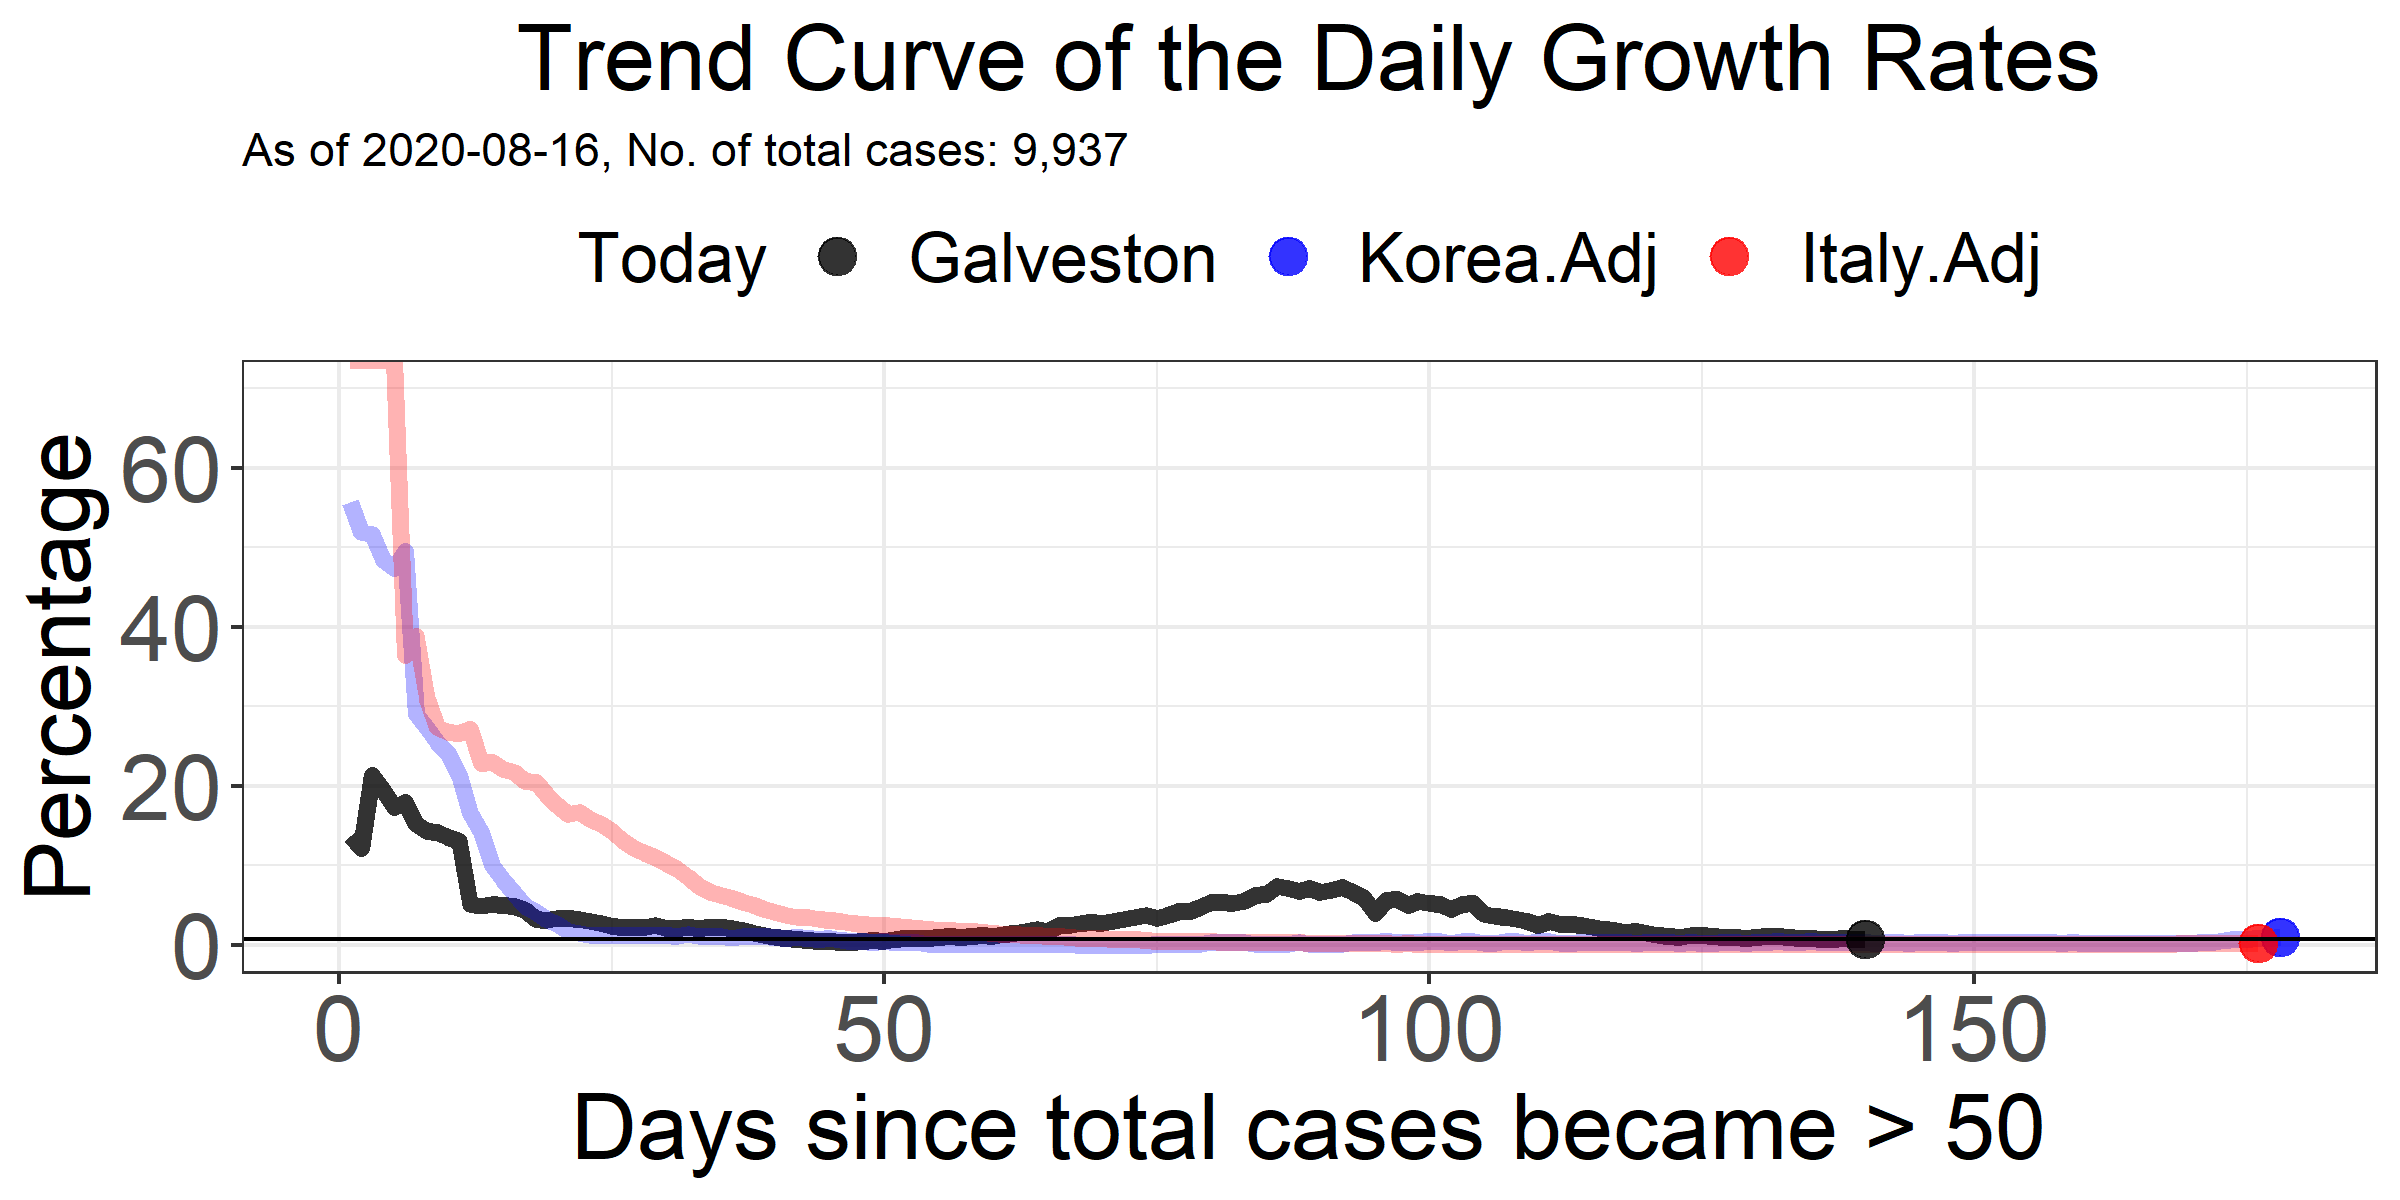 Trend Curve of the Daily Growth Rates
As of 2020-08-16, No. of total cases: 9,937
Today Galveston Korea.Adj Italy.Adj
Percentage
60
40
20
0
0 50 100 150
Days since total cases became > 50